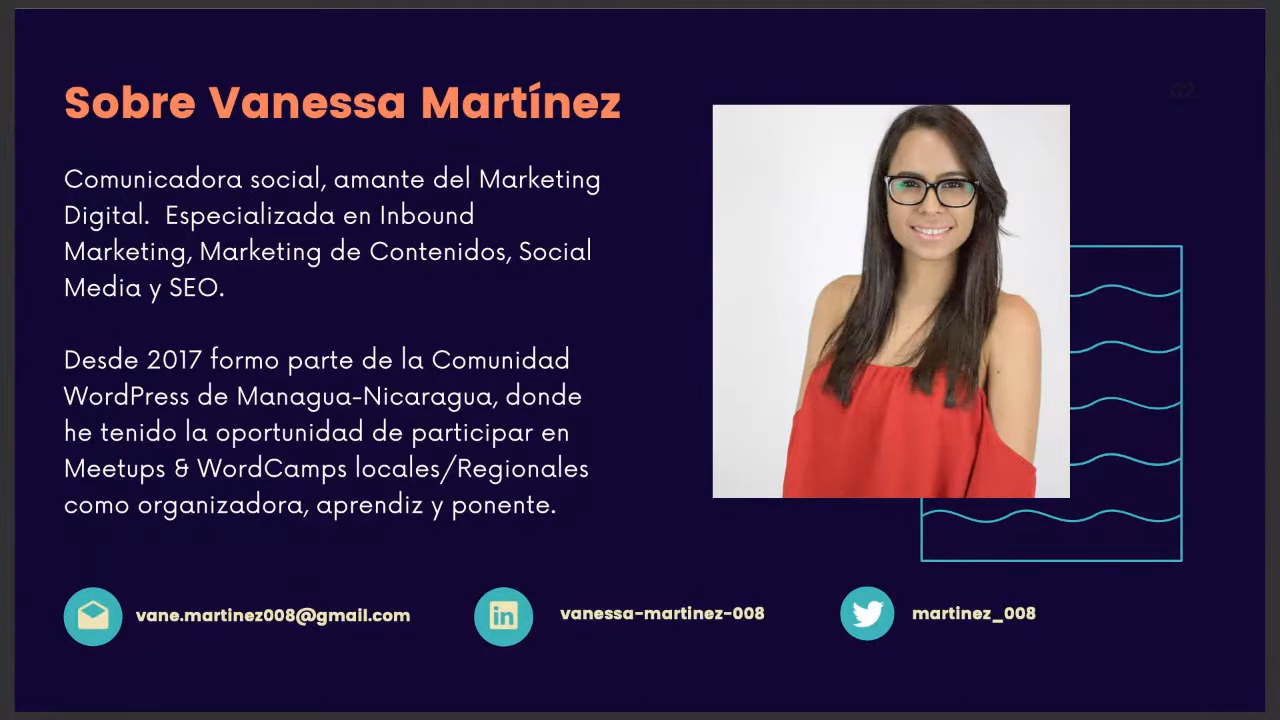 02
Sobre Vanessa Martínez
Comunicadora social, amante del Marketing
Digital. Especializada en Inbound
Marketing, Marketing de Contenidos, Social
Media y SEO.
Desde 2017 formo parte de la Comunidad
WordPress de Managua-Nicaragua, donde
he tenido la oportunidad de participar en
Meetups & WordCamps locales/Regionales
como organizadora, aprendiz y ponente.
vane.martinez008@gmail.com
in
vanessa-martinez-008
martinez_008